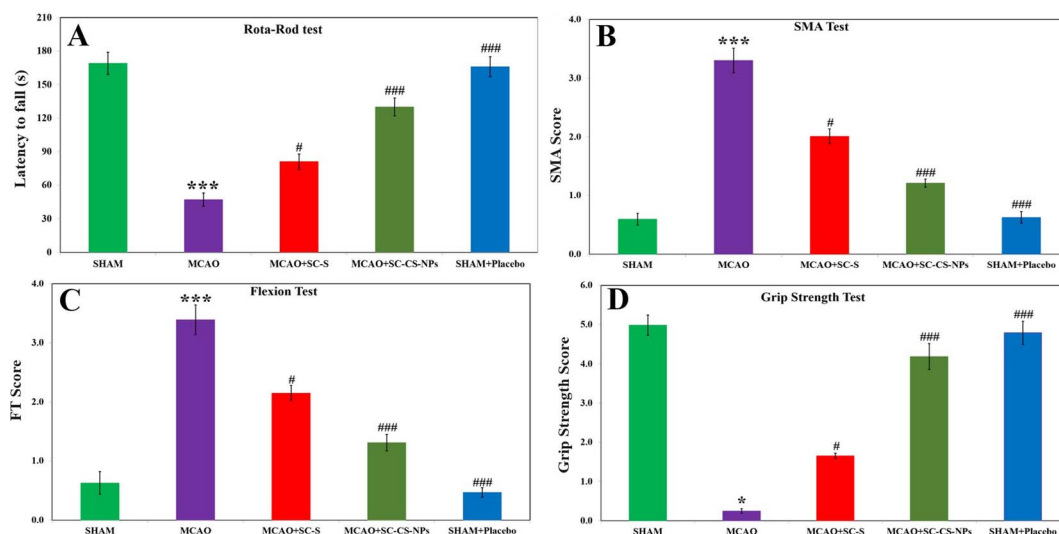 A
Rota-Rod test
Latency to fall (s)
210
180
150
120
90
60
30
0
***
#
###
###
SHAM
MCAO
MCAO+SC-S
MCAO+SC-CS-NPs
SHAM+Placebo
B
SMA Test
SMA Score
4.0
3.0
2.0
1.0
0.0
***
#
###
###
SHAM
MCAO
MCAO+SC-S
MCAO+SC-CS-NPs
SHAM+Placebo
C
Flexion Test
FT Score
4.0
3.0
2.0
1.0
0.0
***
#
###
###
SHAM
MCAO
MCAO+SC-S
MCAO+SC-CS-NPs
SHAM+Placebo
D
Grip Strength Test
Grip Strength Score
6.0
5.0
4.0
3.0
2.0
1.0
0.0
*
#
###
###
SHAM
MCAO
MCAO+SC-S
MCAO+SC-CS-NPs
SHAM+Placebo